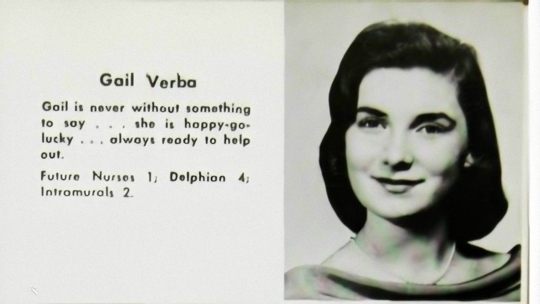 Gail Verba
Gail is never without something
to say . . . she is happy-go-
lucky . . . always ready to help
out.
Future Nurses 1; Delphian 4;
Intramurals 2.